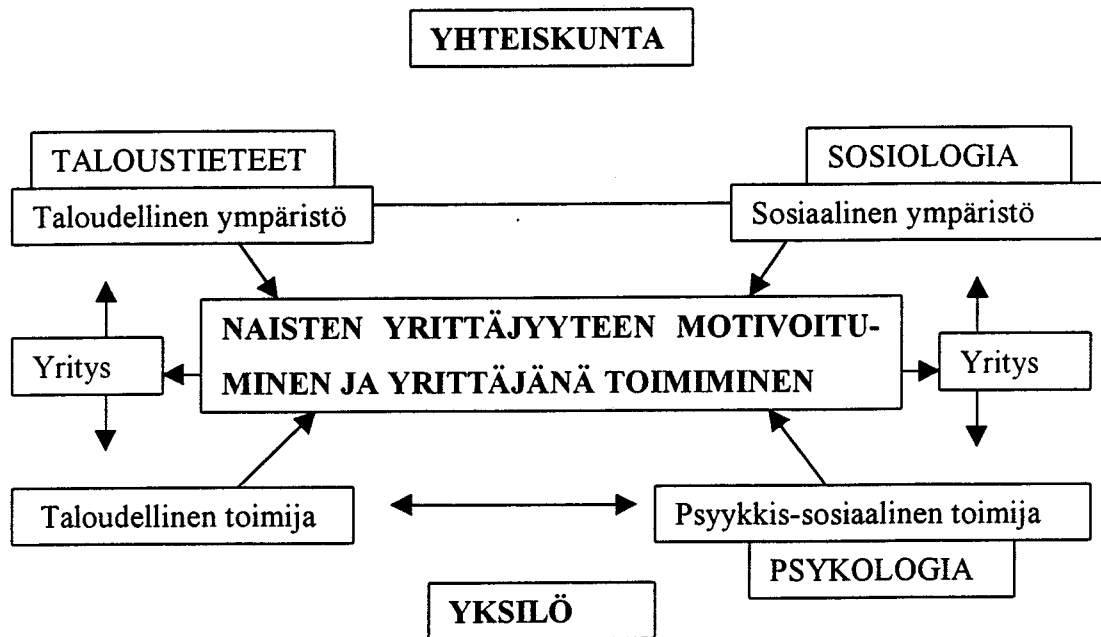 YHTEISKUNTA
TALOUSTIETEET
SOSIOLOGIA
Taloudellinen ympäristö
Sosiaalinen ympäristö
NAISTEN YRITTÄJYYTEEN MOTIVOITU-
MINEN JA YRITTÄJÄNÄ TOIMIMINEN
Yritys
Yritys
Taloudellinen toimija
Psyykkis-sosiaalinen toimija
PSYKOLOGIA
YKSILÖ